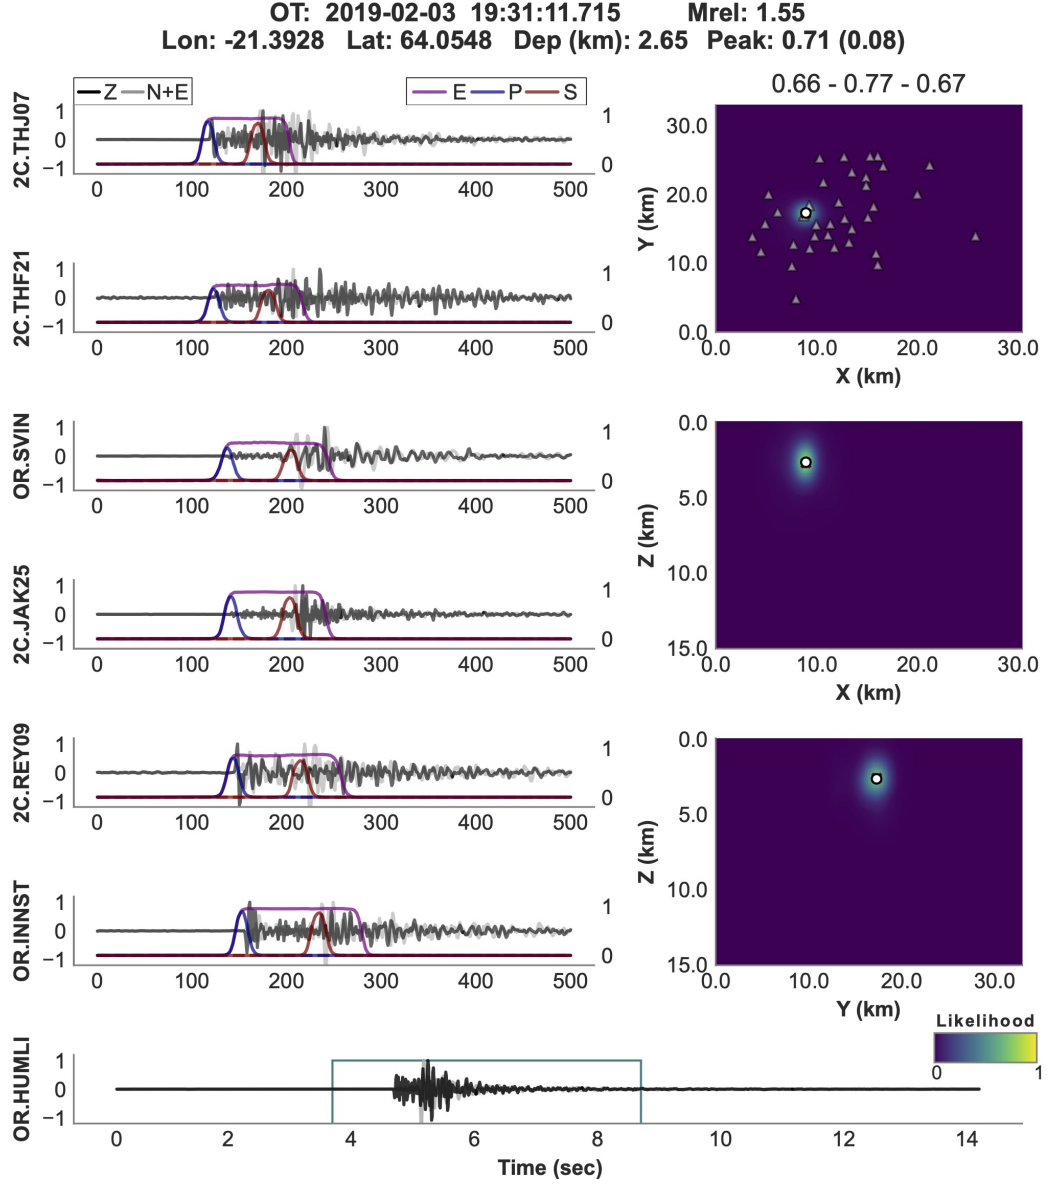 OT: 2019-02-03 19:31:11.715 Mrel: 1.55
Lon: -21.3928 Lat: 64.0548 Dep (km): 2.65 Peak: 0.71 (0.08)
Z N+E E P S
0.66 - 0.77 - 0.67
2C.THJ07
1
0
−1
1
0
0 100 200 300 400 500
2C.THF21
1
0
−1
1
0
0 100 200 300 400 500
OR.SVIN
1
0
−1
1
0
0 100 200 300 400 500
2C.JAK25
1
0
−1
1
0
0 100 200 300 400 500
2C.REY09
1
0
−1
1
0
0 100 200 300 400 500
OR.INNST
1
0
−1
1
0
0 100 200 300 400 500
Y (km)
30.0
20.0
10.0
0.0
0.0 10.0 20.0 30.0
X (km)
Z (km)
0.0
5.0
10.0
15.0
0.0 10.0 20.0 30.0
X (km)
Z (km)
0.0
5.0
10.0
15.0
0.0 10.0 20.0 30.0
Y (km)
Likelihood
0 1
OR.HUMLI
1
0
−1
0 2 4 6 8 10 12 14
Time (sec)